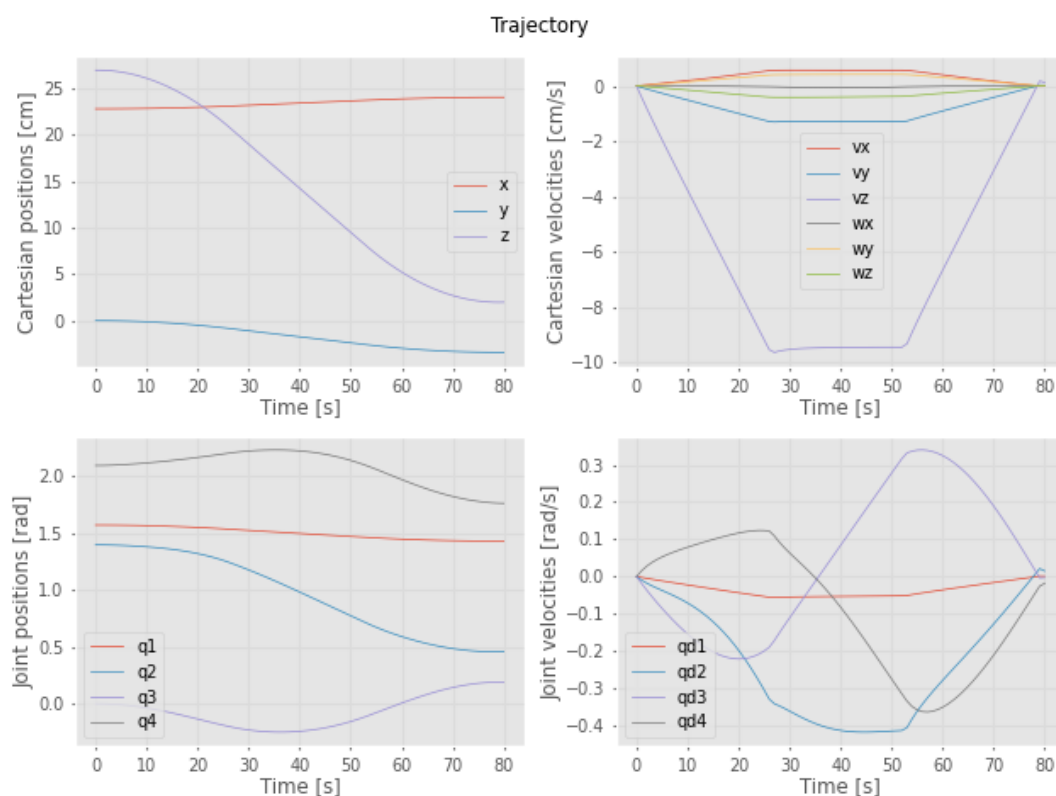 Trajectory
Cartesian positions [cm]
25
20
15
10
5
0
x
y
z
0 10 20 30 40 50 60 70 80
Time [s]
Cartesian velocities [cm/s]
0
−2
−4
−6
−8
−10
vx
vy
vz
wx
wy
wz
0 10 20 30 40 50 60 70 80
Time [s]
Joint positions [rad]
2.0
1.5
1.0
0.5
0.0
q1
q2
q3
q4
0 10 20 30 40 50 60 70 80
Time [s]
Joint velocities [rad/s]
0.3
0.2
0.1
0.0
−0.1
−0.2
−0.3
−0.4
qd1
qd2
qd3
qd4
0 10 20 30 40 50 60 70 80
Time [s]